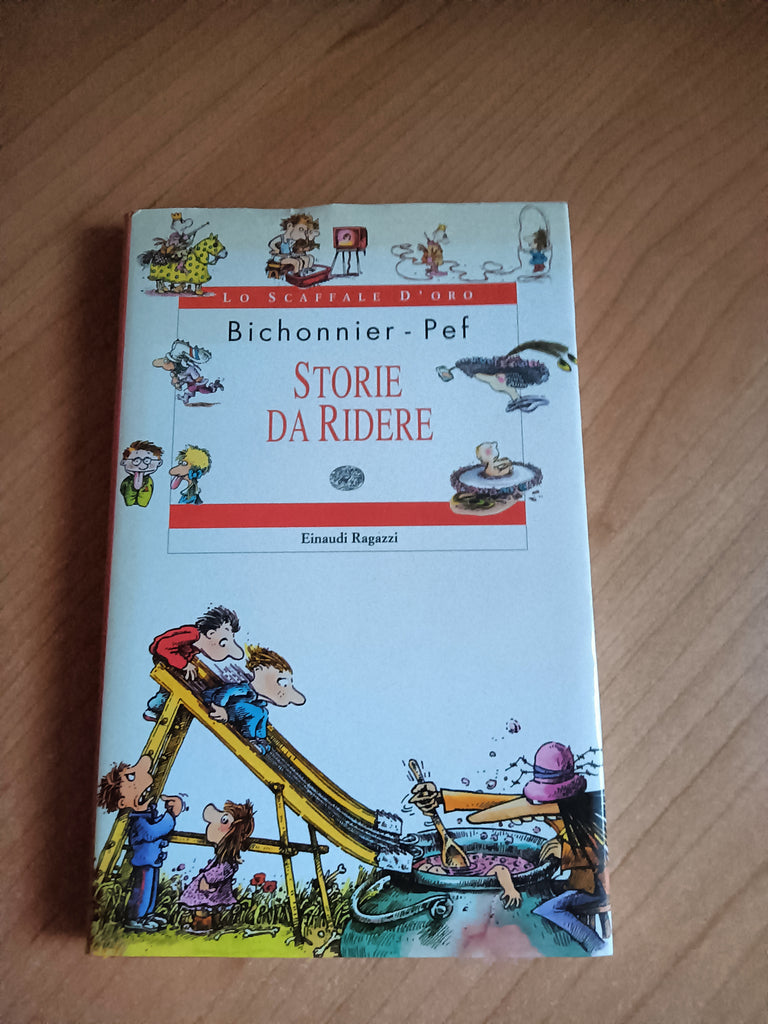 Lo Scaffale D'oro
Bichonnier - Pef
Storie
da Ridere
Einaudi Ragazzi